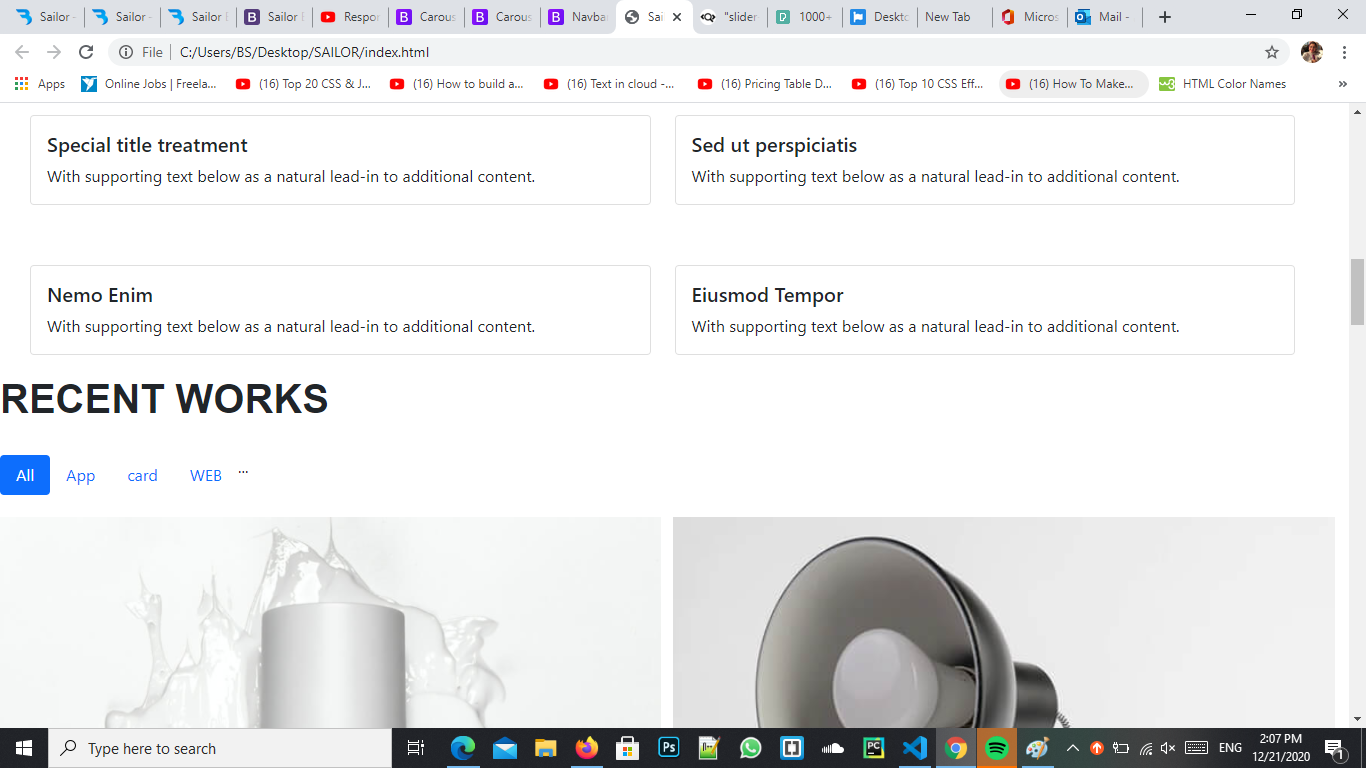 Sailor - Sailor - Sailor B Sailor B Respor Carous Carous Navba Sai "slider 1000+ Deskto New Tab Micros Mail -
File C:/Users/BS/Desktop/SAILOR/index.html
Apps Online Jobs | Freela... (16) Top 20 CSS & J... (16) How to build a... (16) Text in cloud -... (16) Pricing Table D... (16) Top 10 CSS Eff... (16) How To Make... HTML Color Names »
Special title treatment Sed ut perspiciatis
With supporting text below as a natural lead-in to additional content. With supporting text below as a natural lead-in to additional content.
Nemo Enim Eiusmod Tempor
With supporting text below as a natural lead-in to additional content. With supporting text below as a natural lead-in to additional content.
RECENT WORKS
All App card WEB ...
Type here to search Ps PC ENG 2:07 PM
12/21/2020 1